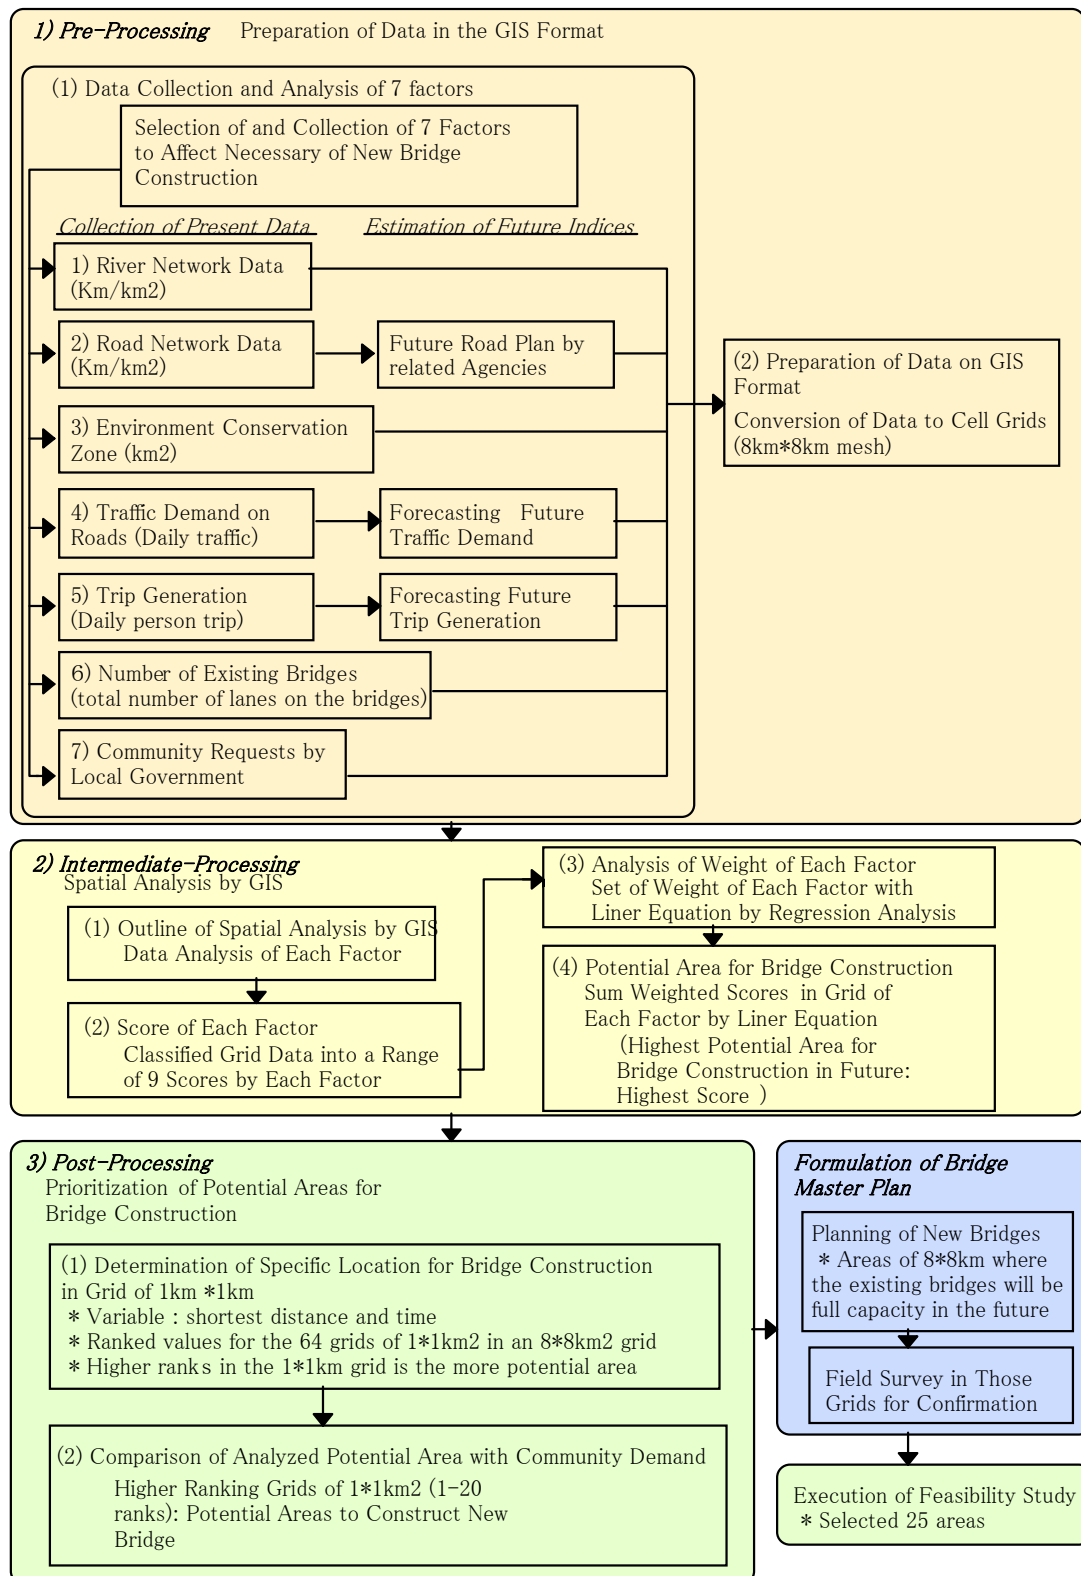 1) Pre-Processing Preparation of Data in the GIS Format
(1) Data Collection and Analysis of 7 factors
Selection of and Collection of 7 Factors
to Affect Necessary of New Bridge
Construction
Collection of Present Data Estimation of Future Indices
1) River Network Data
(Km/km2)
2) Road Network Data
(Km/km2)
Future Road Plan by
related Agencies
3) Environment Conservation
Zone (km2)
4) Traffic Demand on
Roads (Daily traffic)
Forecasting Future
Traffic Demand
5) Trip Generation
(Daily person trip)
Forecasting Future
Trip Generation
6) Number of Existing Bridges
(total number of lanes on the bridges)
7) Community Requests by
Local Government
(2) Preparation of Data on GIS
Format
Conversion of Data to Cell Grids
(8km*8km mesh)
2) Intermediate-Processing
Spatial Analysis by GIS
(1) Outline of Spatial Analysis by GIS
Data Analysis of Each Factor
(2) Score of Each Factor
Classified Grid Data into a Range
of 9 Scores by Each Factor
(3) Analysis of Weight of Each Factor
Set of Weight of Each Factor with
Liner Equation by Regression Analysis
(4) Potential Area for Bridge Construction
Sum Weighted Scores in Grid of
Each Factor by Liner Equation
(Highest Potential Area for
Bridge Construction in Future:
Highest Score )
3) Post-Processing
Prioritization of Potential Areas for
Bridge Construction
(1) Determination of Specific Location for Bridge Construction
in Grid of 1km *1km
* Variable : shortest distance and time
* Ranked values for the 64 grids of 1*1km2 in an 8*8km2 grid
* Higher ranks in the 1*1km grid is the more potential area
(2) Comparison of Analyzed Potential Area with Community Demand
Higher Ranking Grids of 1*1km2 (1-20
ranks): Potential Areas to Construct New
Bridge
Formulation of Bridge
Master Plan
Planning of New Bridges
* Areas of 8*8km where
the existing bridges will be
full capacity in the future
Field Survey in Those
Grids for Confirmation
Execution of Feasibility Study
* Selected 25 areas